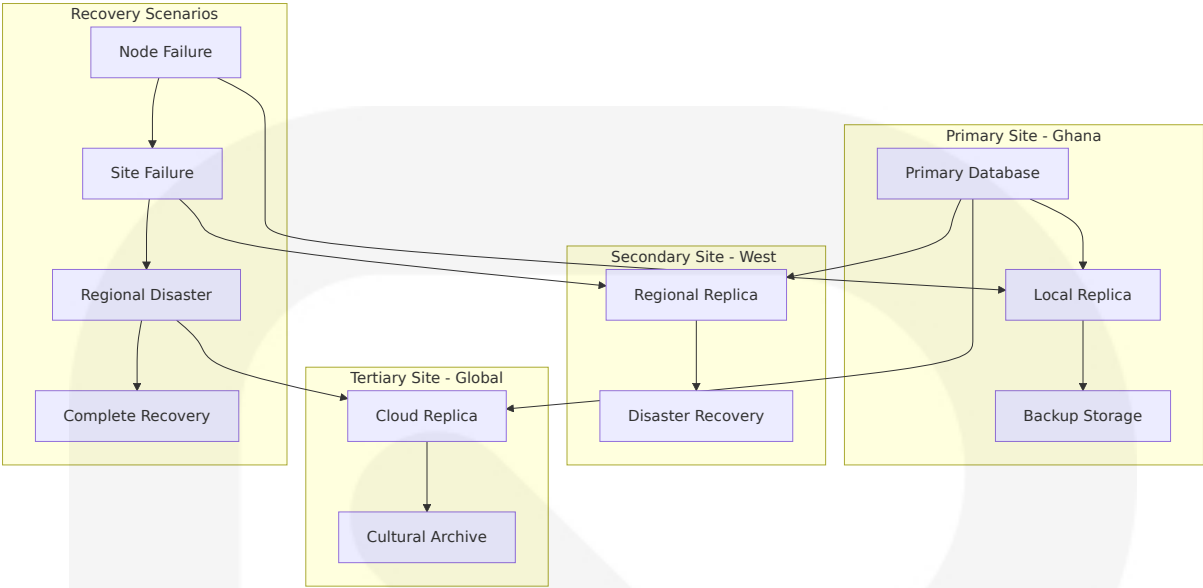 Recovery Scenarios
Node Failure
Site Failure
Regional Disaster
Complete Recovery
Tertiary Site - Global
Cloud Replica
Cultural Archive
Secondary Site - West
Regional Replica
Disaster Recovery
Primary Site - Ghana
Primary Database
Local Replica
Backup Storage